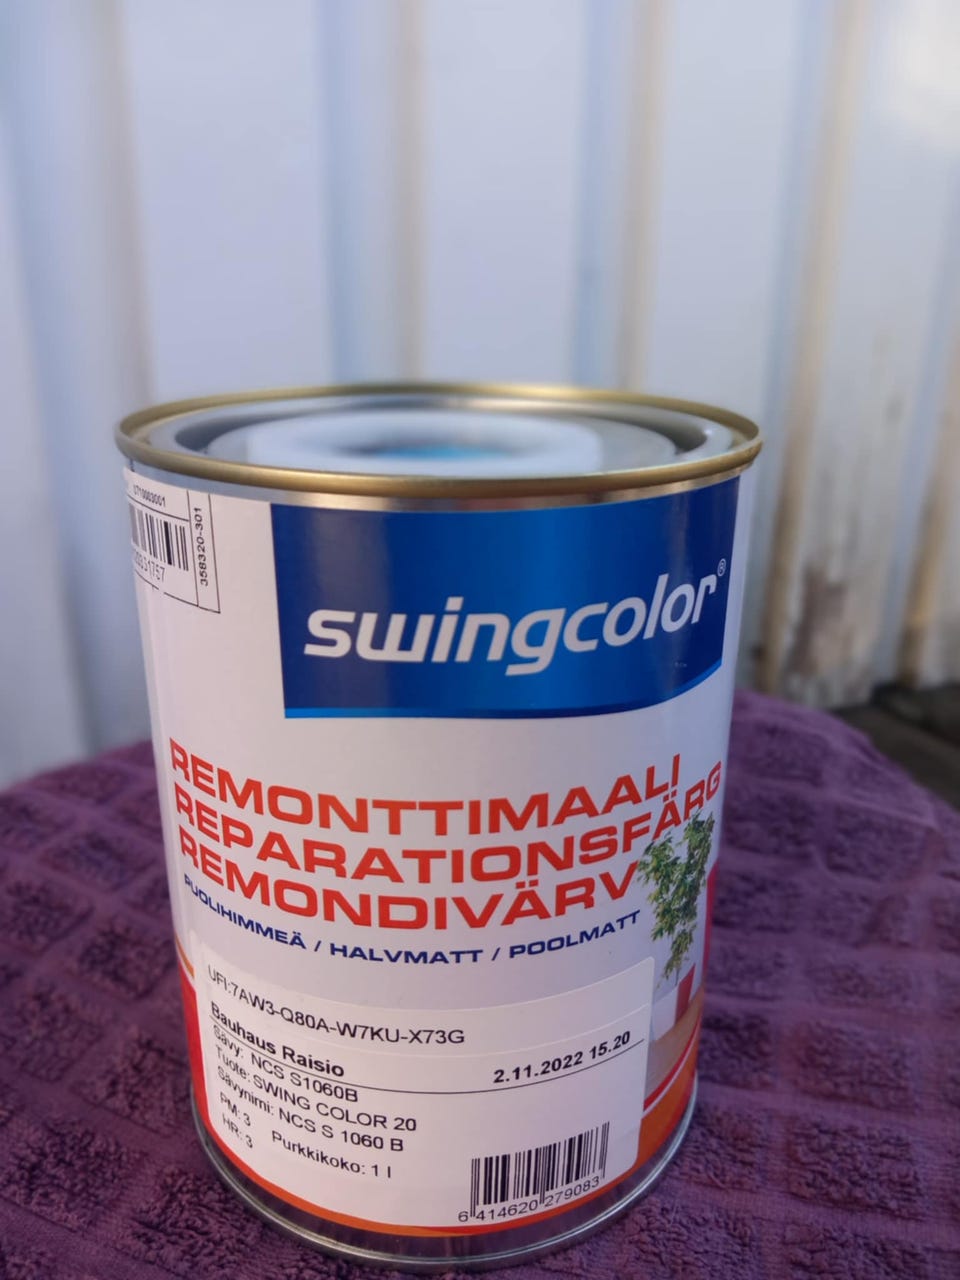 0710003001
358320-301
swingcolor®
REMONTTIMAALI
REPARATIONSFÄRG
REMONDIVÄRV
PUOLIHIMMEÄ / HALVMATT / POOLMATT
UFI:7AW3-Q80A-W7KU-X73G
Bauhaus Raisio 2.11.2022 15.20
Sävy: NCS S1060B
Tuote: SWING COLOR 20
Sävynimi: NCS S 1060 B
PM: 3 Purkkikoko: 1 l
HR: 3
6 414620 279083